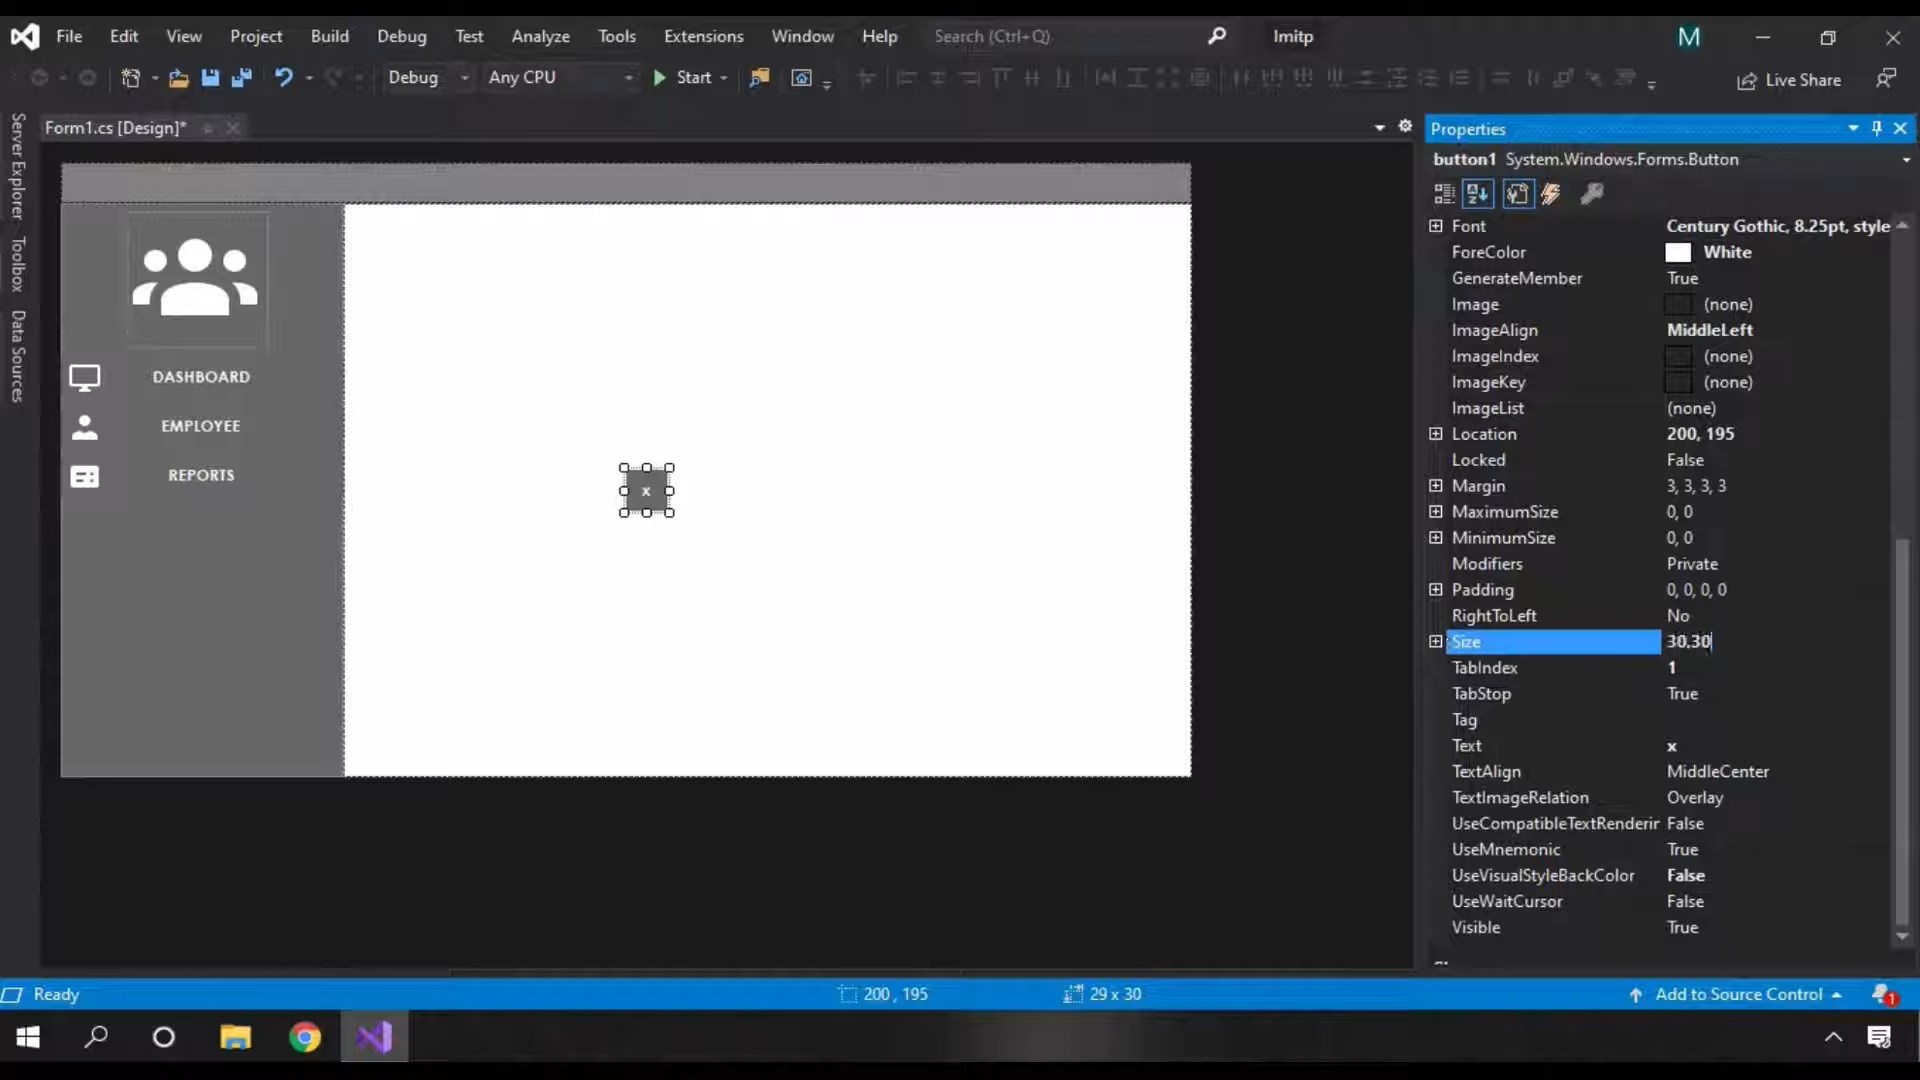 File Edit View Project Build Debug Test Analyze Tools Extensions Window Help Search (Ctrl+Q) lmitp M
Debug Any CPU Start Live Share
Server Explorer
Toolbox
Data Sources
Form1.cs [Design]*
DASHBOARD
EMPLOYEE
REPORTS
x
Properties
button1 System.Windows.Forms.Button
Font Century Gothic, 8.25pt, style
ForeColor White
GenerateMember True
Image (none)
ImageAlign MiddleLeft
ImageIndex (none)
ImageKey (none)
ImageList (none)
Location 200, 195
Locked False
Margin 3, 3, 3, 3
MaximumSize 0, 0
MinimumSize 0, 0
Modifiers Private
Padding 0, 0, 0, 0
RightToLeft No
Size 30,30
TabIndex 1
TabStop True
Tag
Text x
TextAlign MiddleCenter
TextImageRelation Overlay
UseCompatibleTextRenderir False
UseMnemonic True
UseVisualStyleBackColor False
UseWaitCursor False
Visible True
Ready 200 , 195 29 x 30 Add to Source Control 1